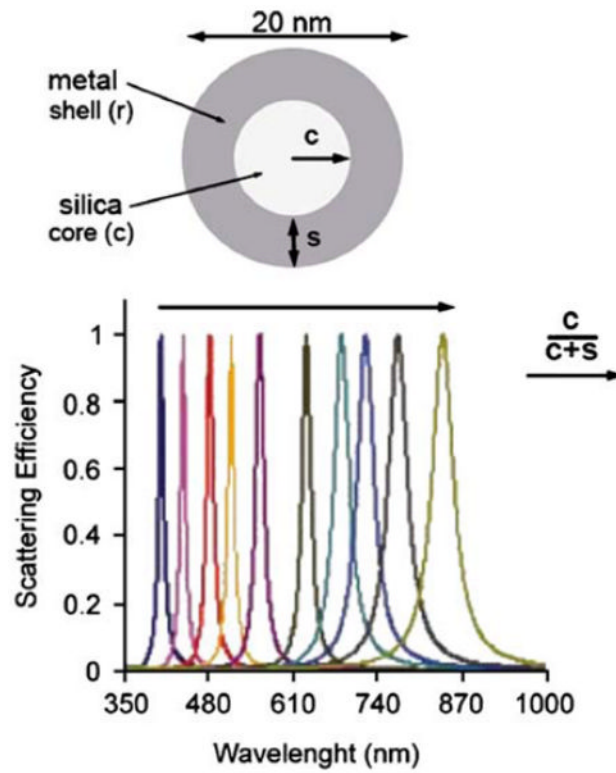 20 nm
metal
shell (r)
c
silica
core (c)
s
c
c+s
1
0.8
0.6
0.4
0.2
0
Scattering Efficiency
350 480 610 740 870 1000
Wavelenght (nm)